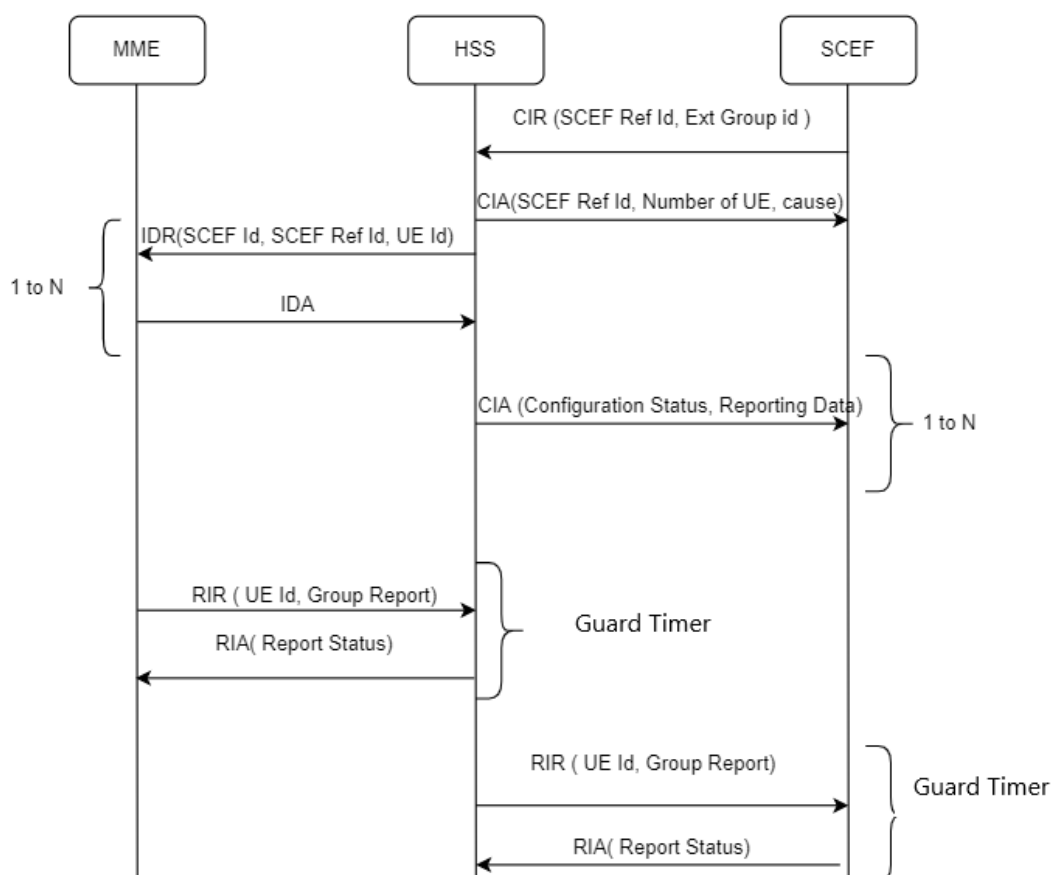 MME
HSS
SCEF
CIR (SCEF Ref Id, Ext Group id )
CIA(SCEF Ref Id, Number of UE, cause)
IDR(SCEF Id, SCEF Ref Id, UE Id)
1 to N
IDA
CIA (Configuration Status, Reporting Data)
1 to N
RIR ( UE Id, Group Report)
Guard Timer
RIA( Report Status)
RIR ( UE Id, Group Report)
Guard Timer
RIA( Report Status)